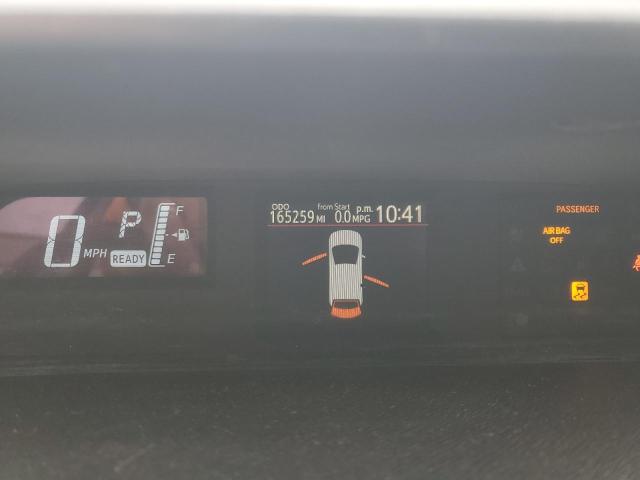 0 MPH
P
READY
F
E
ODO
165259 MI
from Start
0.0 MPG
p.m. 10:41
PASSENGER
AIR BAG
OFF